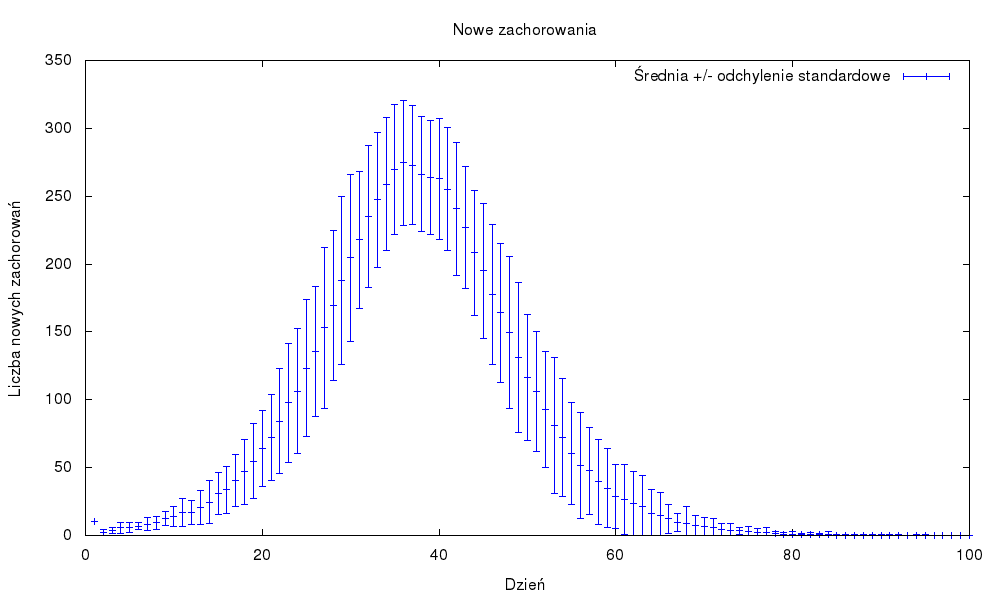 Nowe zachorowania
Średnia +/- odchylenie standardowe
Liczba nowych zachorowań
350
300
250
200
150
100
50
0
0 20 40 60 80 100
Dzień